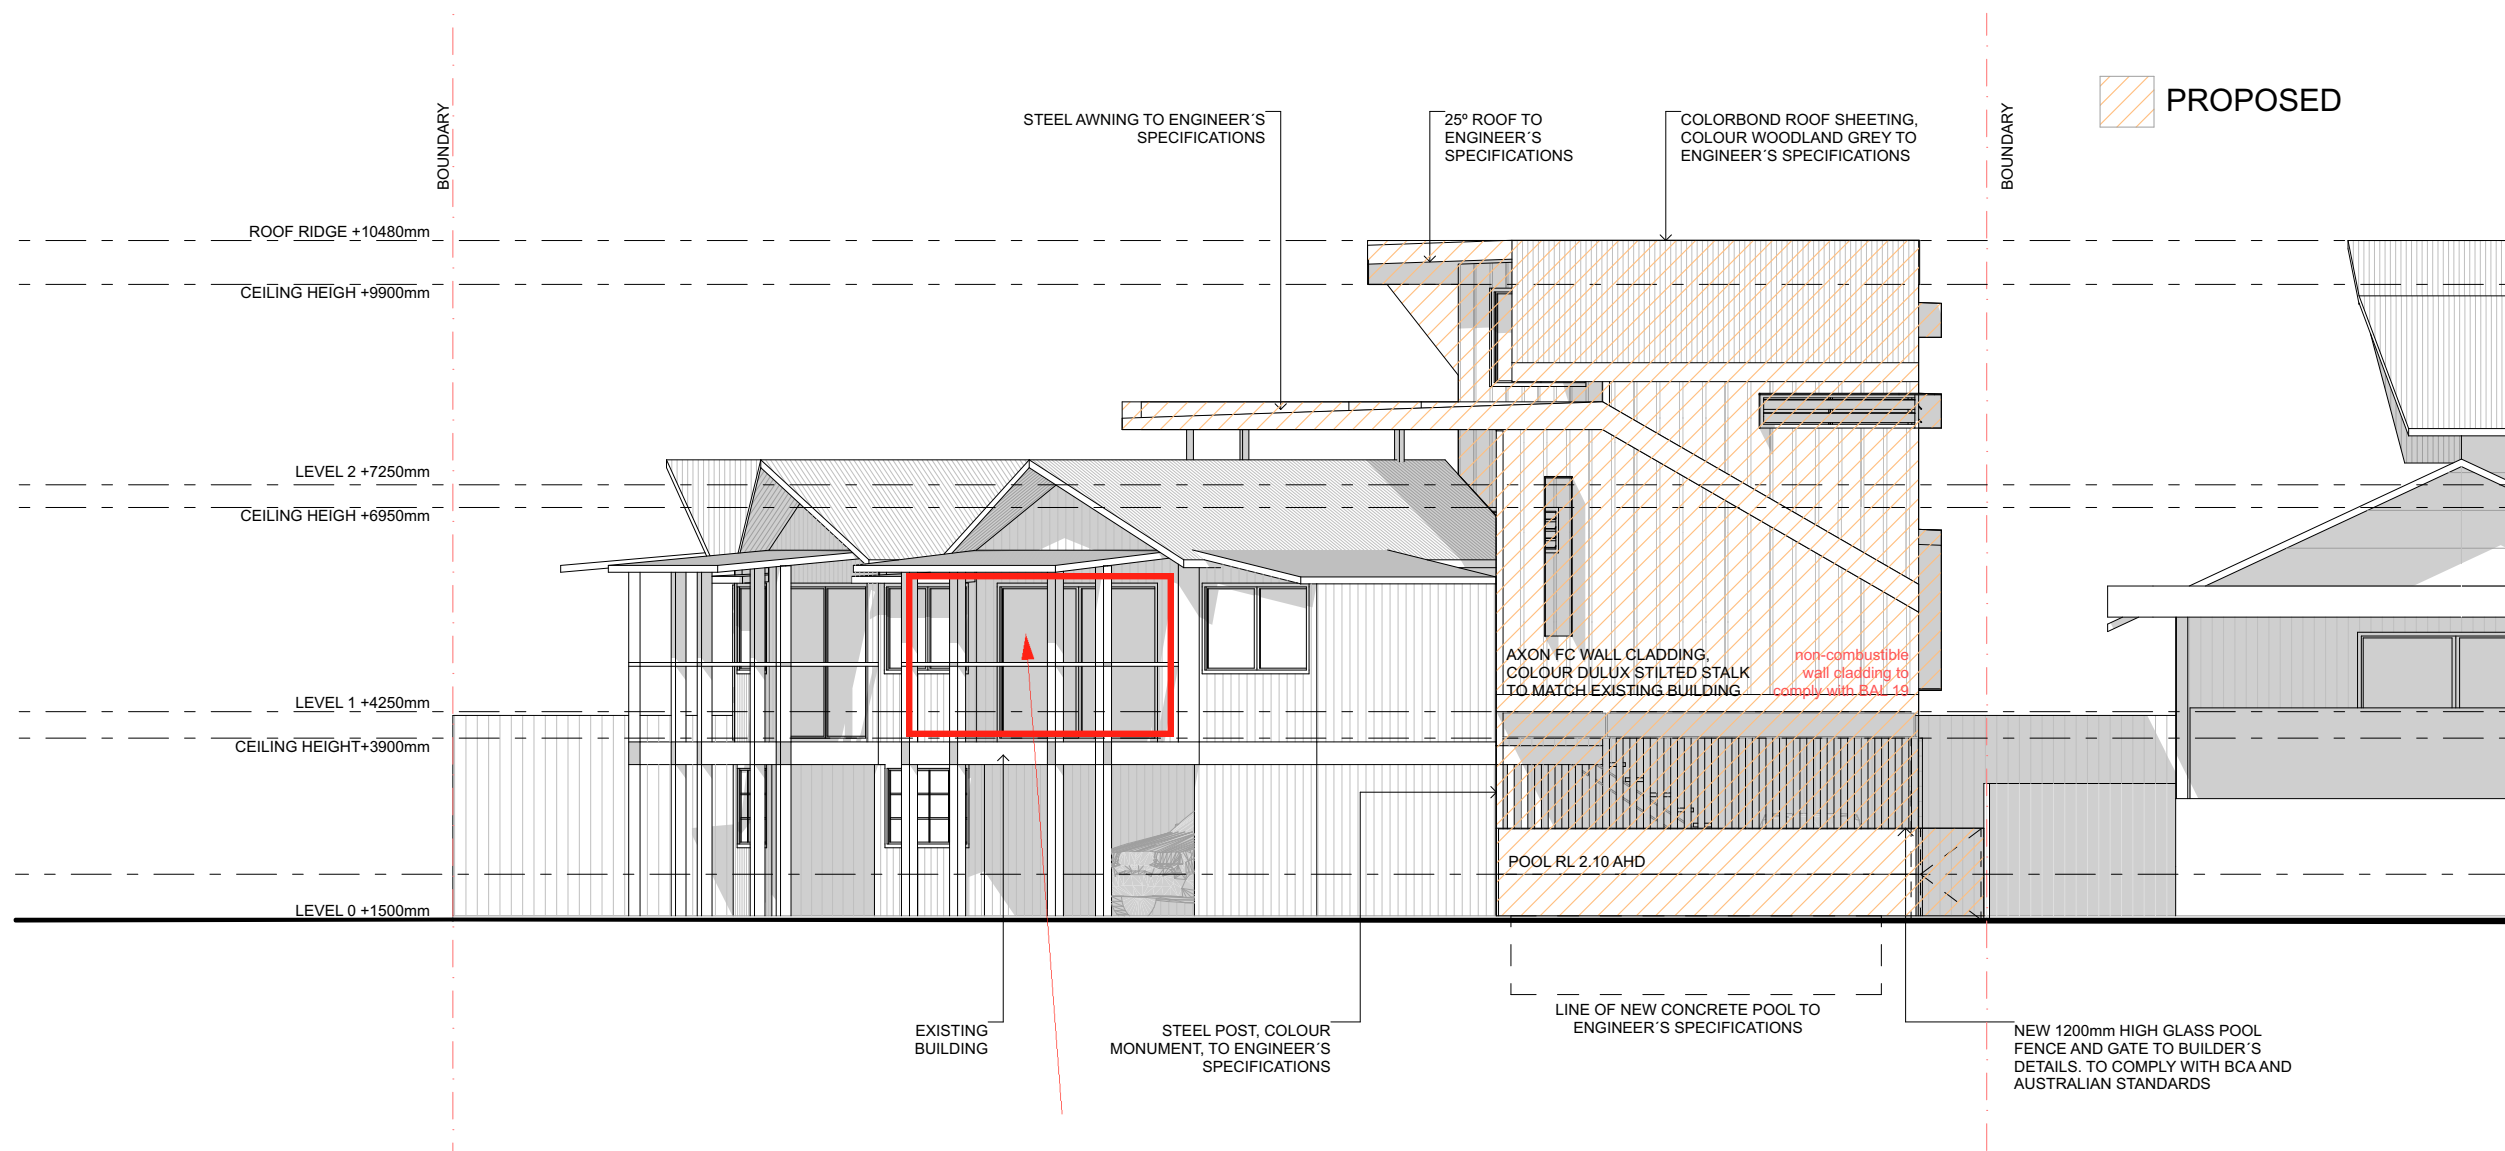 PROPOSED
STEEL AWNING TO ENGINEER´S
SPECIFICATIONS
25º ROOF TO
ENGINEER´S
SPECIFICATIONS
COLORBOND ROOF SHEETING,
COLOUR WOODLAND GREY TO
ENGINEER´S SPECIFICATIONS
BOUNDARY
BOUNDARY
ROOF RIDGE +10480mm
CEILING HEIGH +9900mm
LEVEL 2 +7250mm
CEILING HEIGH +6950mm
LEVEL 1 +4250mm
CEILING HEIGHT+3900mm
LEVEL 0 +1500mm
AXON FC WALL CLADDING,
COLOUR DULUX STILTED STALK
TO MATCH EXISTING BUILDING
non-combustible
wall cladding to
comply with BAL 19
POOL RL 2.10 AHD
EXISTING
BUILDING
STEEL POST, COLOUR
MONUMENT, TO ENGINEER´S
SPECIFICATIONS
LINE OF NEW CONCRETE POOL TO
ENGINEER´S SPECIFICATIONS
NEW 1200mm HIGH GLASS POOL
FENCE AND GATE TO BUILDER´S
DETAILS. TO COMPLY WITH BCA AND
AUSTRALIAN STANDARDS